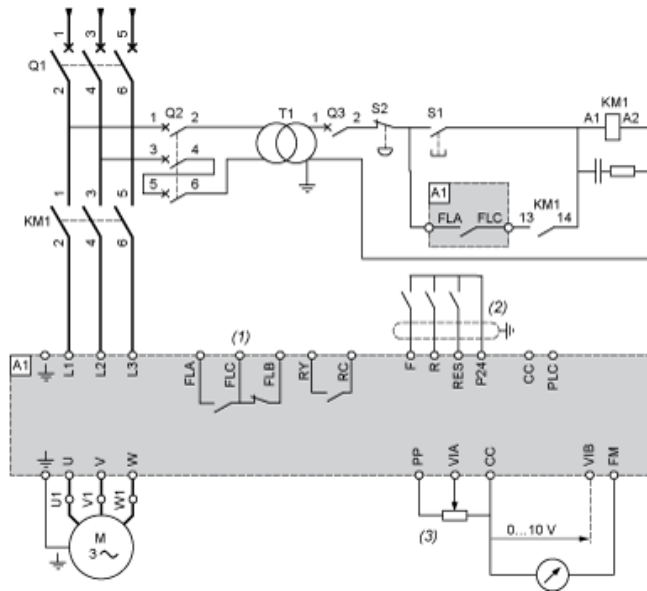 1 3 5
Q1
2 4 6
Q2
1 2
3 4
5 6
T1
1 Q3 2
S2
S1
KM1
A1 A2
A1
FLA FLC
KM1
13 14
1 3 5
KM1
2 4 6
(1)
(2)
A1
L1 L2 L3
FLA FLC FLB RY RC
F R RES P24 CC PLC
U V W
PP VIA CC VIB FM
U1 V1 W1
M
3
(3)
0...10 V